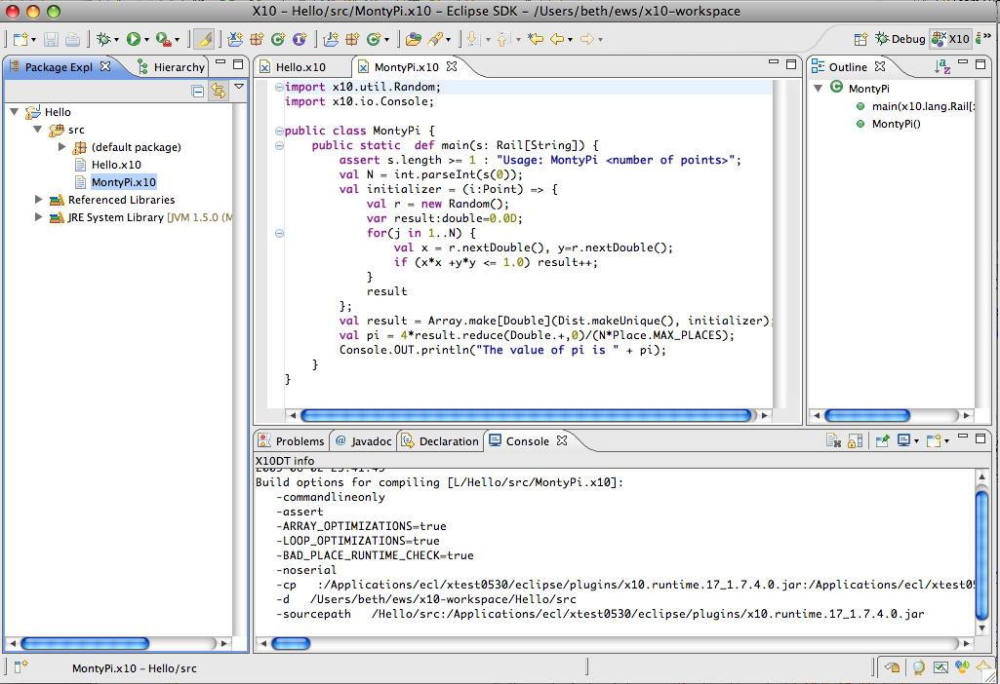 X10 - Hello/src/MontyPi.x10 - Eclipse SDK - /Users/beth/ews/x10-workspace
Debug X10 »
Package Expl Hierarchy
Hello
src
(default package)
Hello.x10
MontyPi.x10
Referenced Libraries
JRE System Library [JVM 1.5.0 (M
Hello.x10 MontyPi.x10
import x10.util.Random;
import x10.io.Console;
public class MontyPi {
public static  def main(s: Rail[String]) {
assert s.length >= 1 : "Usage: MontyPi <number of points>";
val N = int.parseInt(s(0));
val initializer = (i:Point) => {
val r = new Random();
var result:double=0.0D;
for(j in 1..N) {
val x = r.nextDouble(), y=r.nextDouble();
if (x*x +y*y <= 1.0) result++;
}
result
};
val result = Array.make[Double](Dist.makeUnique(), initializer);
val pi = 4*result.reduce(Double.+,0)/(N*Place.MAX_PLACES);
Console.OUT.println("The value of pi is " + pi);
}
}
Outline
MontyPi
main(x10.lang.Rail[
MontyPi()
Problems @ Javadoc Declaration Console
X10DT info
Build options for compiling [L/Hello/src/MontyPi.x10]:
-commandlineonly
-assert
-ARRAY_OPTIMIZATIONS=true
-LOOP_OPTIMIZATIONS=true
-BAD_PLACE_RUNTIME_CHECK=true
-noserial
-cp :/Applications/ecl/xtest0530/eclipse/plugins/x10.runtime.17_1.7.4.0.jar:/Applications/ecl/xtest05
-d /Users/beth/ews/x10-workspace/Hello/src
-sourcepath /Hello/src:/Applications/ecl/xtest0530/eclipse/plugins/x10.runtime.17_1.7.4.0.jar
MontyPi.x10 - Hello/src